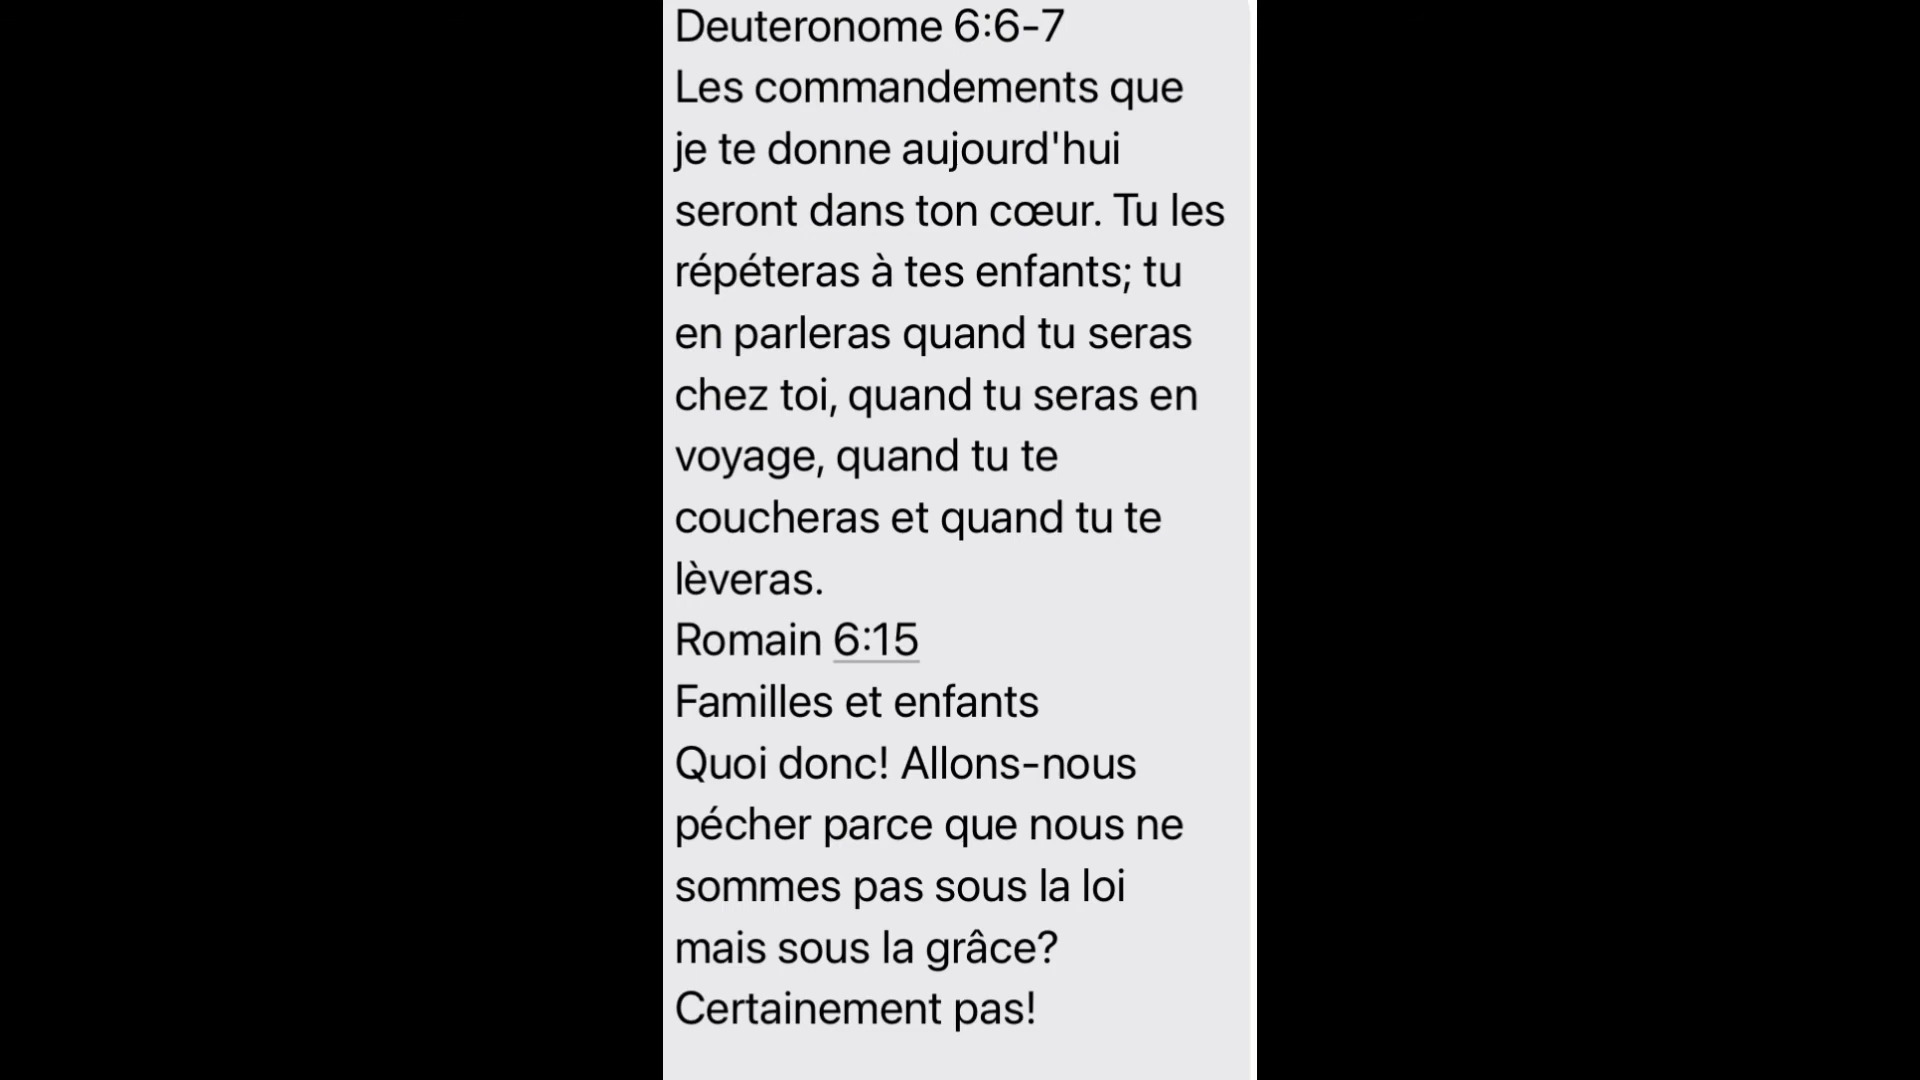 Deuteronome 6:6-7
Les commandements que
je te donne aujourd'hui
seront dans ton cœur. Tu les
répéteras à tes enfants; tu
en parleras quand tu seras
chez toi, quand tu seras en
voyage, quand tu te
coucheras et quand tu te
lèveras.
Romain 6:15
Familles et enfants
Quoi donc! Allons-nous
pécher parce que nous ne
sommes pas sous la loi
mais sous la grâce?
Certainement pas!